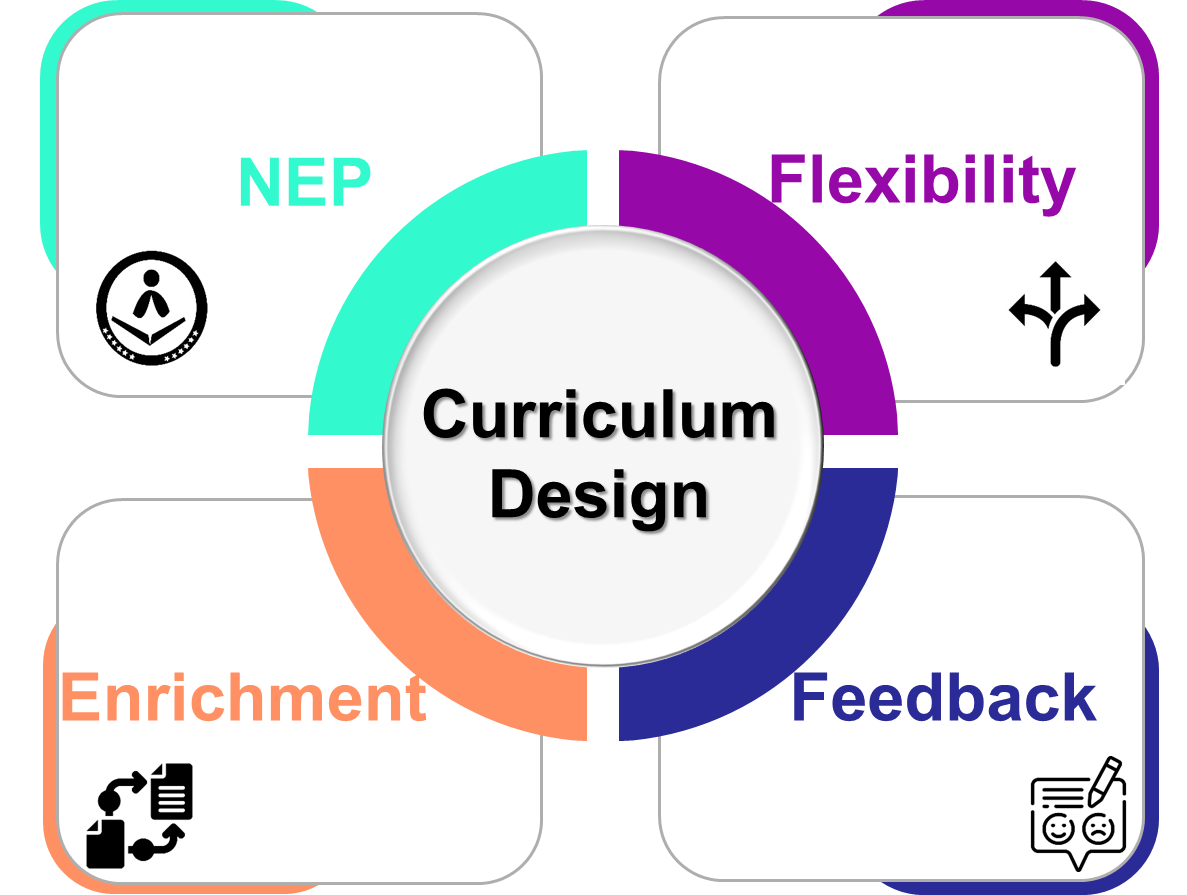 NEP
Flexibility
Curriculum
Design
Enrichment
Feedback